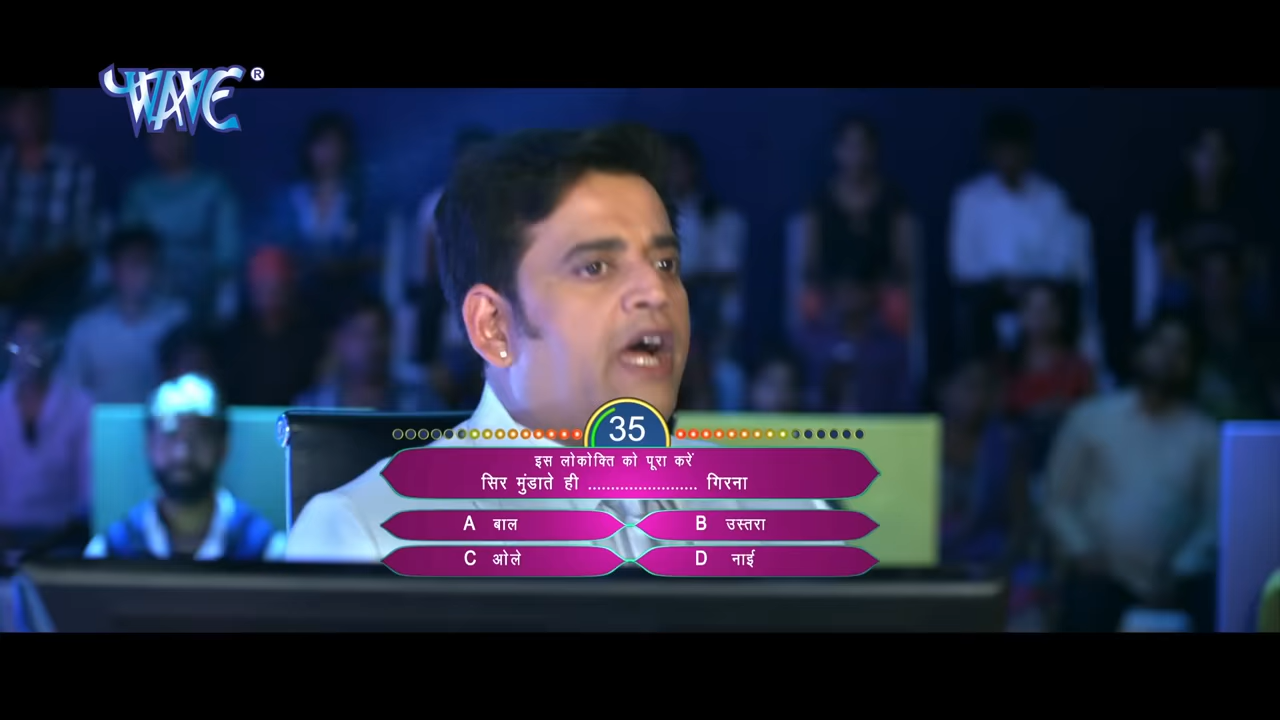 WAVE ®
35
इस लोकोक्ति को पूरा करें
सिर मुंडाते ही ........................ गिरना
A बाल
B उस्तरा
C ओले
D नाई